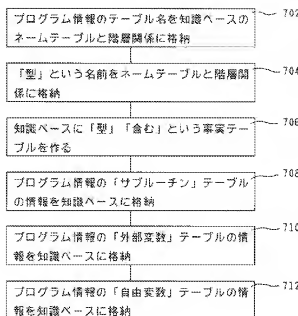 プログラム情報のテーブル名を知識ベースの
ネームテーブルと階層関係に格納
702
「型」という名前をネームテーブルと階層関
係に格納
704
知識ベースに「型」「含む」という事実テー
ブルを作る
706
プログラム情報の「サブルーチン」テーブル
の情報を知識ベースに格納
708
プログラム情報の「外部変数」テーブルの情
報を知識ベースに格納
710
プログラム情報の「自由変数」テーブルの情
報を知識ベースに格納
712